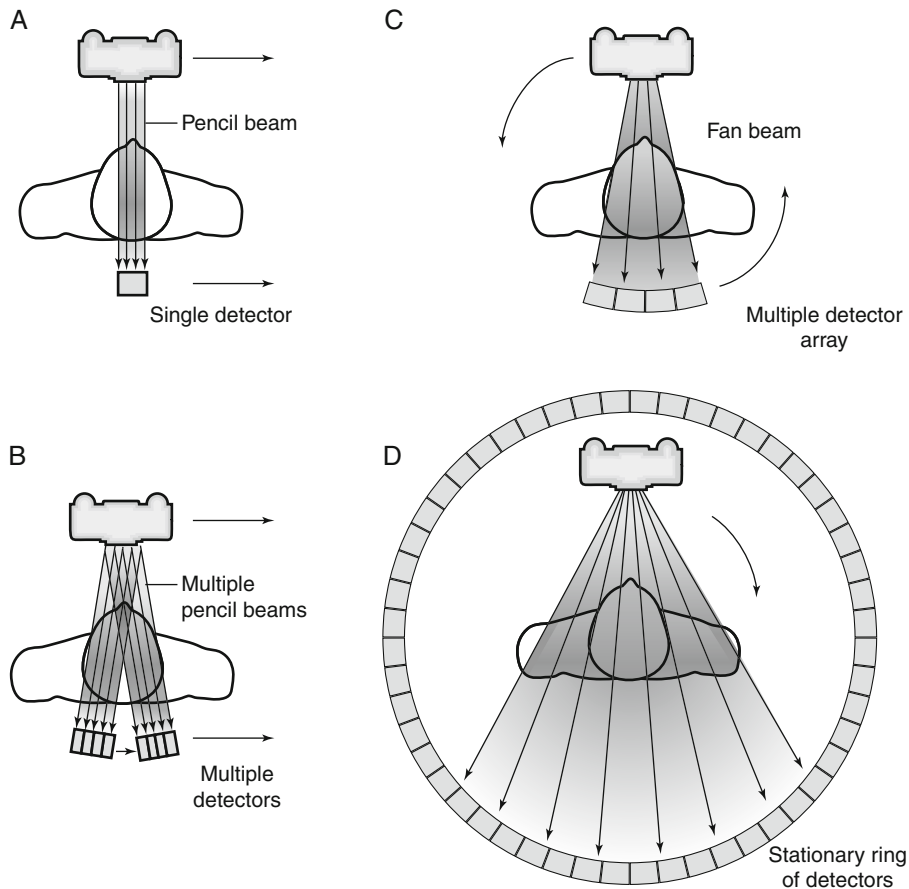 A
Pencil beam
Single detector
B
Multiple
pencil beams
Multiple
detectors
C
Fan beam
Multiple detector
array
D
Stationary ring
of detectors